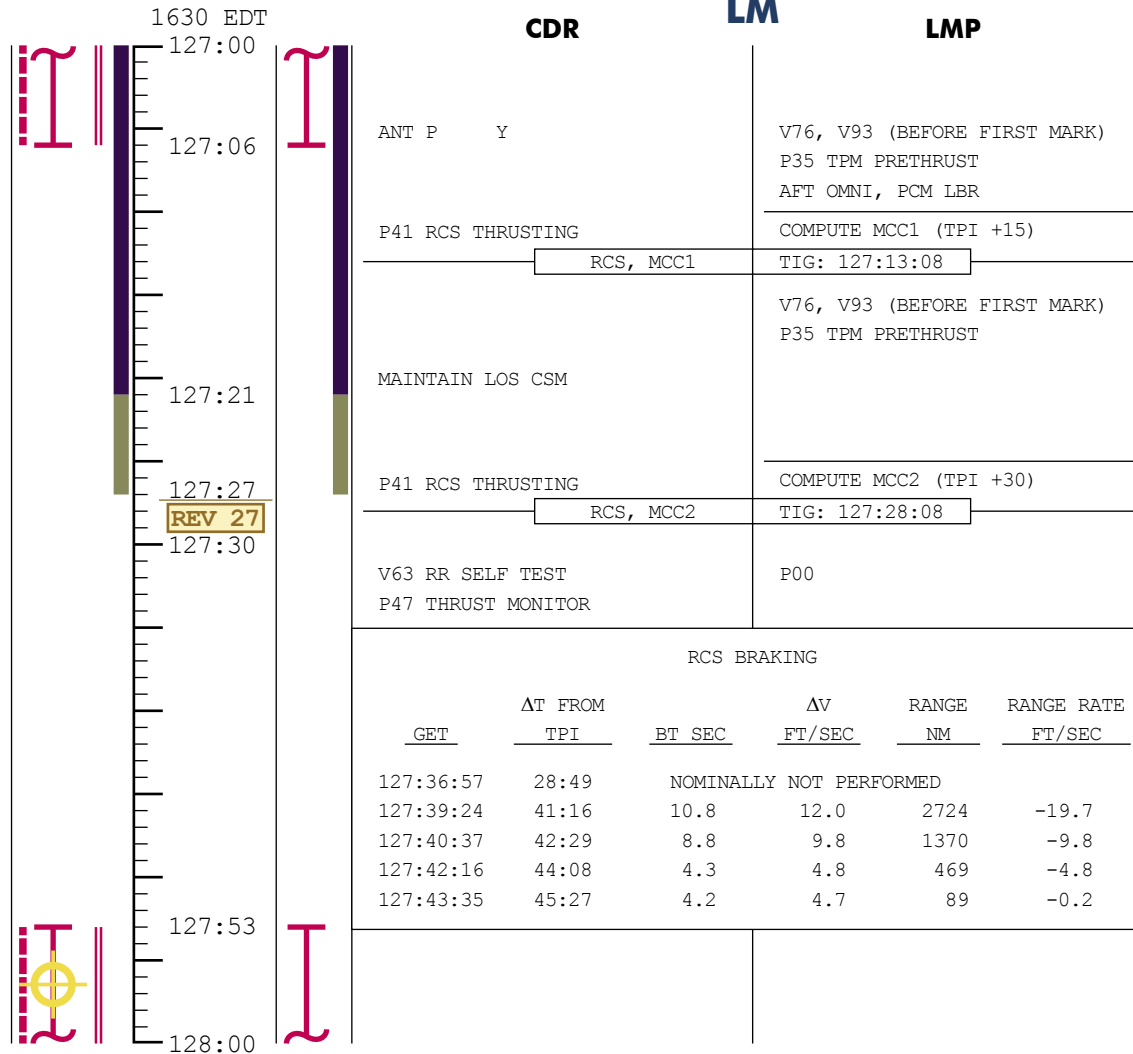 1630 EDT
LM
CDR LMP
127:00
ANT P Y V76, V93 (BEFORE FIRST MARK)
127:06
P35 TPM PRETHRUST
AFT OMNI, PCM LBR
P41 RCS THRUSTING COMPUTE MCC1 (TPI +15)
RCS, MCC1 TIG: 127:13:08
V76, V93 (BEFORE FIRST MARK)
P35 TPM PRETHRUST
MAINTAIN LOS CSM
127:21
P41 RCS THRUSTING COMPUTE MCC2 (TPI +30)
127:27
REV 27
RCS, MCC2 TIG: 127:28:08
127:30
V63 RR SELF TEST P00
P47 THRUST MONITOR
RCS BRAKING
ΔT FROM ΔV RANGE RANGE RATE
GET TPI BT SEC FT/SEC NM FT/SEC
127:36:57 28:49 NOMINALLY NOT PERFORMED
127:39:24 41:16 10.8 12.0 2724 -19.7
127:40:37 42:29 8.8 9.8 1370 -9.8
127:42:16 44:08 4.3 4.8 469 -4.8
127:43:35 45:27 4.2 4.7 89 -0.2
127:53
128:00